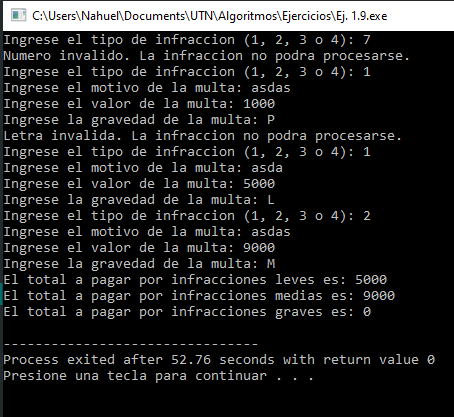 C:\Users\Nahuel\Documents\UTN\Algoritmos\Ejercicios\Ej. 1.9.exe
Ingrese el tipo de infraccion (1, 2, 3 o 4): 7
Numero invalido. La infraccion no podra procesarse.
Ingrese el tipo de infraccion (1, 2, 3 o 4): 1
Ingrese el motivo de la multa: asdas
Ingrese el valor de la multa: 1000
Ingrese la gravedad de la multa: P
Letra invalida. La infraccion no podra procesarse.
Ingrese el tipo de infraccion (1, 2, 3 o 4): 1
Ingrese el motivo de la multa: asda
Ingrese el valor de la multa: 5000
Ingrese la gravedad de la multa: L
Ingrese el tipo de infraccion (1, 2, 3 o 4): 2
Ingrese el motivo de la multa: asdas
Ingrese el valor de la multa: 9000
Ingrese la gravedad de la multa: M
El total a pagar por infracciones leves es: 5000
El total a pagar por infracciones medias es: 9000
El total a pagar por infracciones graves es: 0
--------------------------------
Process exited after 52.76 seconds with return value 0
Presione una tecla para continuar . . .